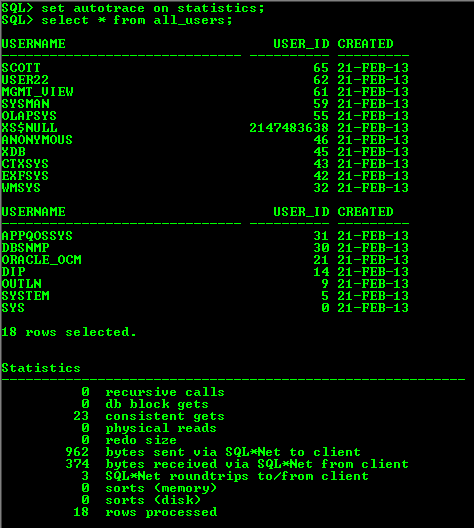 SQL> set autotrace on statistics;
SQL> select * from all_users;
USERNAME USER_ID CREATED
------------------------------ ---------- ---------
SCOTT 65 21-FEB-13
USER22 62 21-FEB-13
MGMT_VIEW 61 21-FEB-13
SYSMAN 59 21-FEB-13
OLAPSYS 55 21-FEB-13
XS$NULL 2147483638 21-FEB-13
ANONYMOUS 46 21-FEB-13
XDB 45 21-FEB-13
CTXSYS 43 21-FEB-13
EXFSYS 42 21-FEB-13
WMSYS 32 21-FEB-13
USERNAME USER_ID CREATED
------------------------------ ---------- ---------
APPQOSSYS 31 21-FEB-13
DBSNMP 30 21-FEB-13
ORACLE_OCM 21 21-FEB-13
DIP 14 21-FEB-13
OUTLN 9 21-FEB-13
SYSTEM 5 21-FEB-13
SYS 0 21-FEB-13
18 rows selected.
Statistics
----------------------------------------------------------
0 recursive calls
0 db block gets
23 consistent gets
0 physical reads
0 redo size
962 bytes sent via SQL*Net to client
374 bytes received via SQL*Net from client
3 SQL*Net roundtrips to/from client
0 sorts (memory)
0 sorts (disk)
18 rows processed